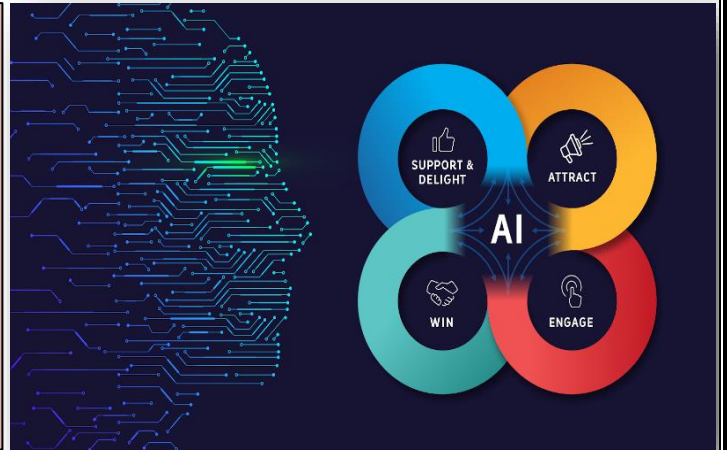 SUPPORT &
DELIGHT
ATTRACT
AI
WIN
ENGAGE